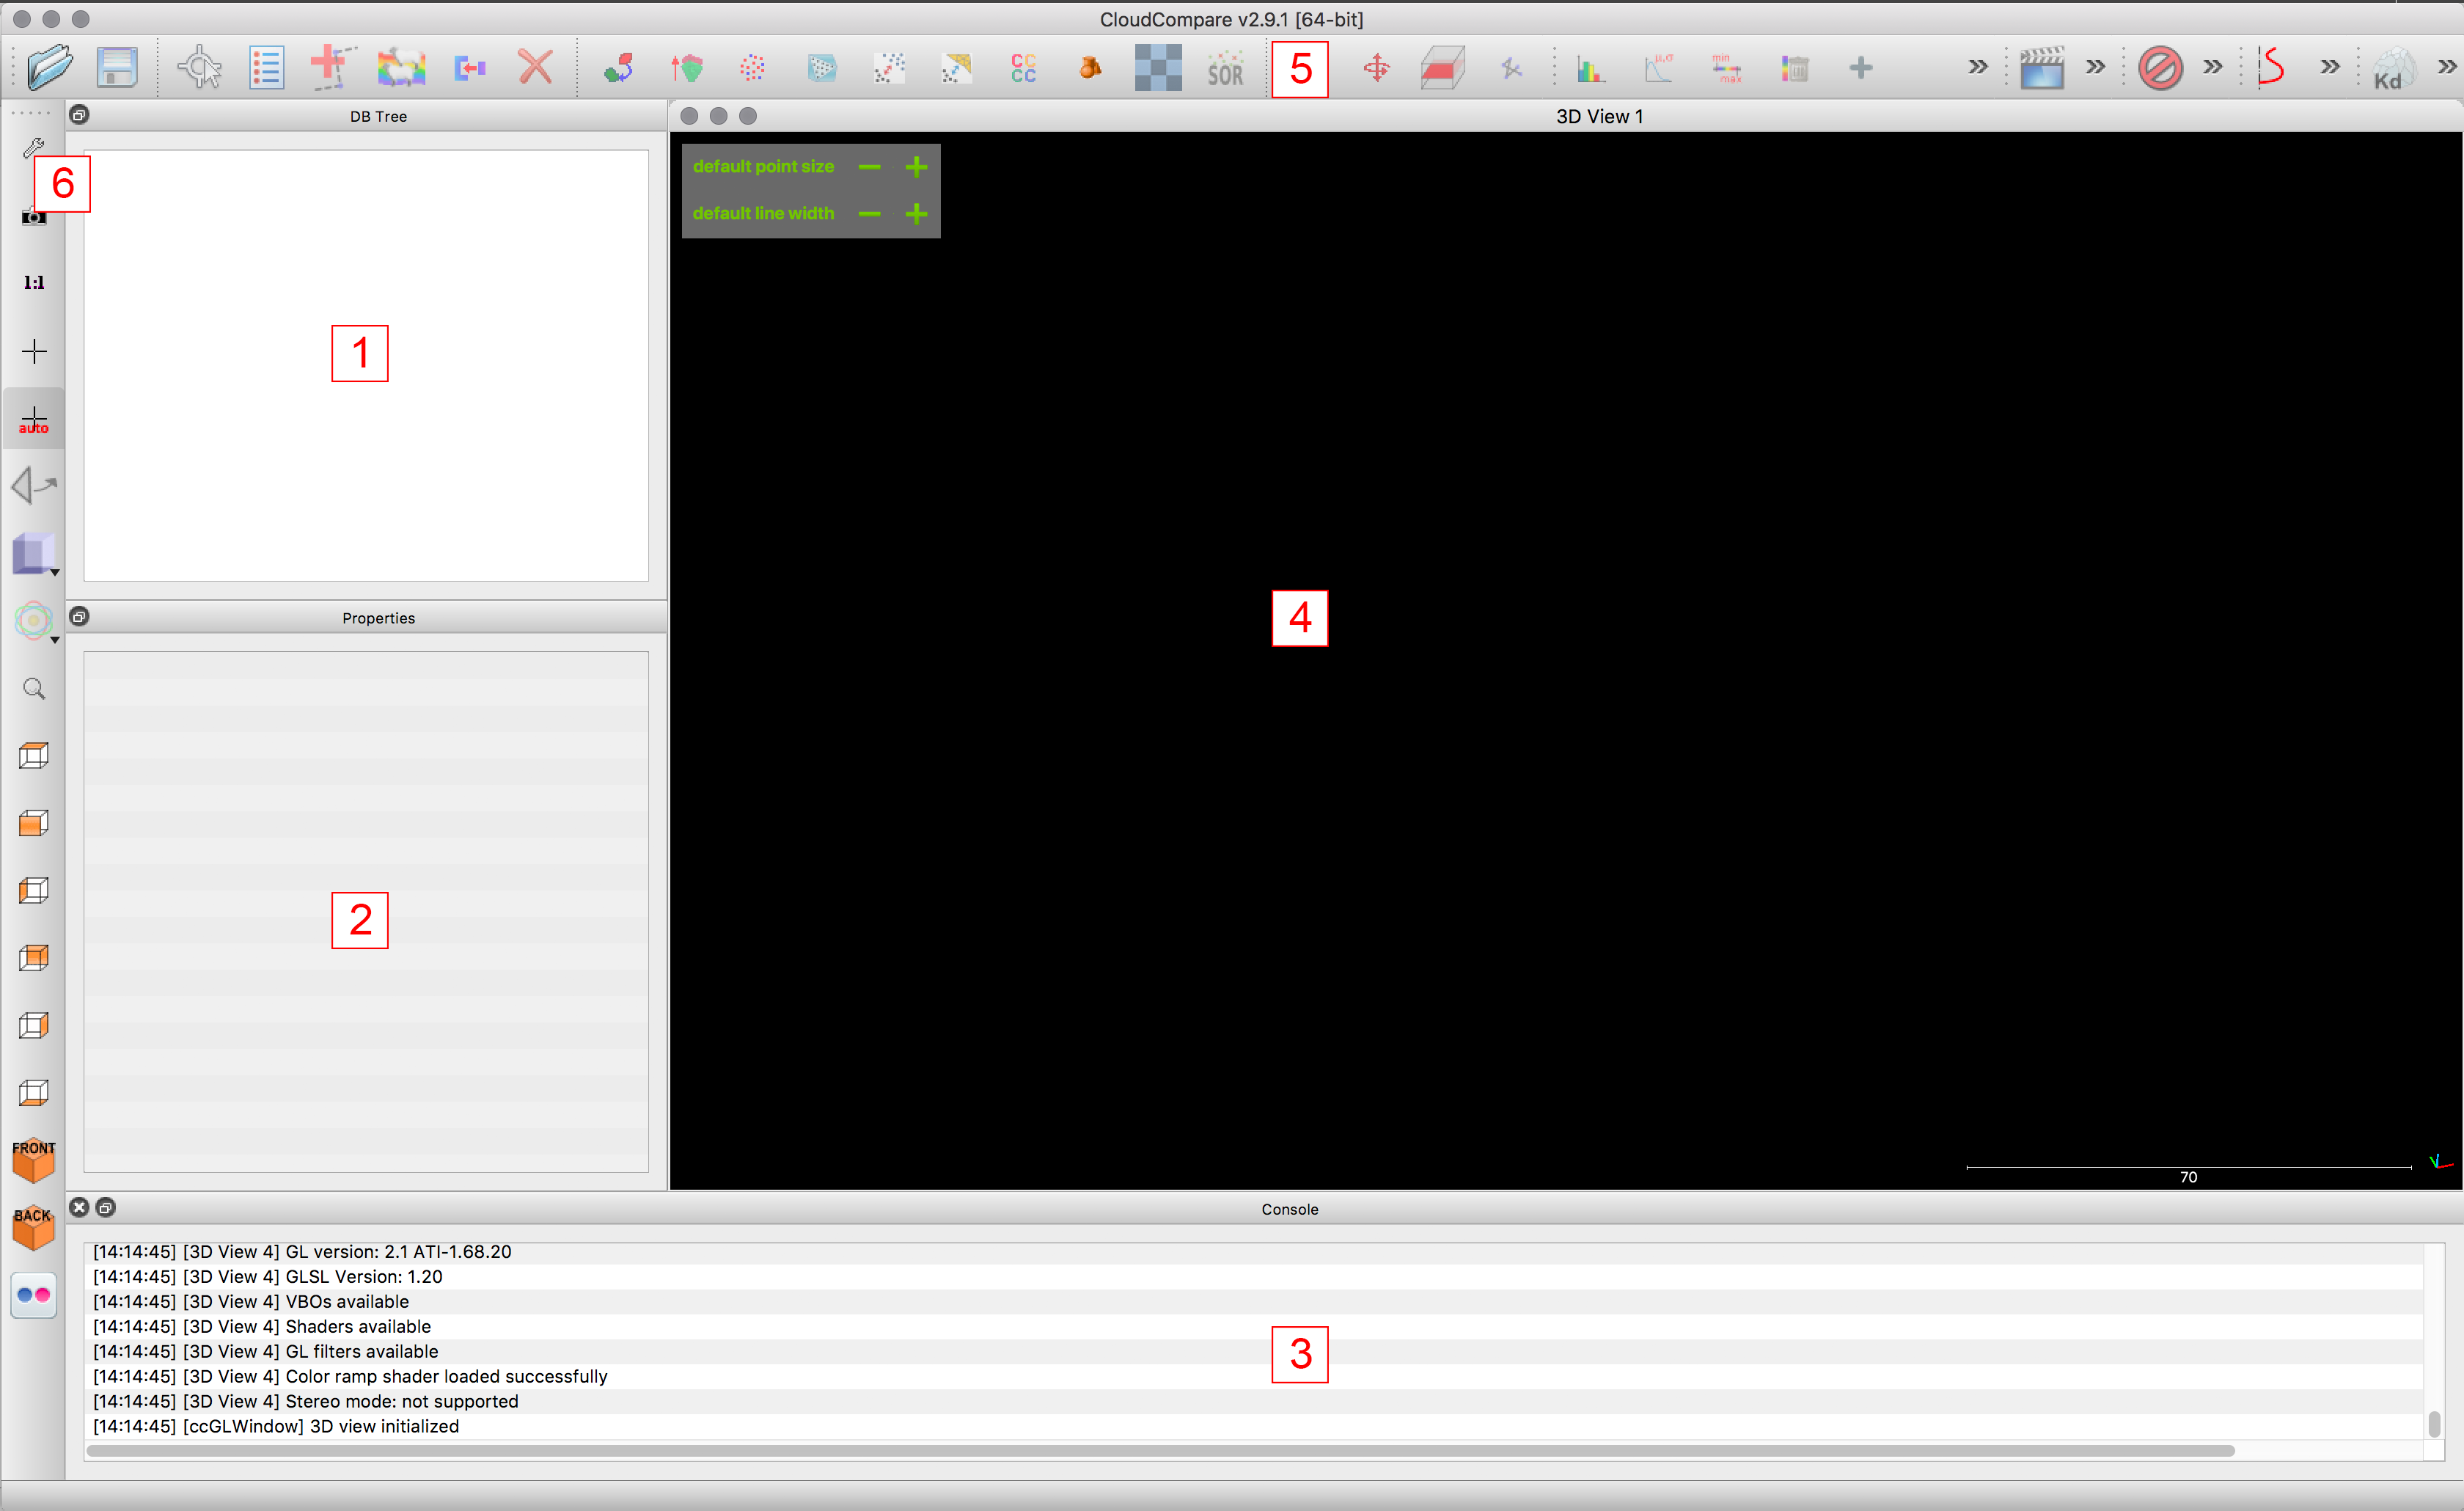 CloudCompare v2.9.1 [64-bit]
CC
CC
SOR
5
μ,σ
min
max
Kd
DB Tree
3D View 1
6
default point size
default line width
1:1
1
auto
4
Properties
2
FRONT
BACK
70
Console
[14:14:45] [3D View 4] GL version: 2.1 ATI-1.68.20
[14:14:45] [3D View 4] GLSL Version: 1.20
[14:14:45] [3D View 4] VBOs available
[14:14:45] [3D View 4] Shaders available
[14:14:45] [3D View 4] GL filters available
[14:14:45] [3D View 4] Color ramp shader loaded successfully
[14:14:45] [3D View 4] Stereo mode: not supported
[14:14:45] [ccGLWindow] 3D view initialized
3